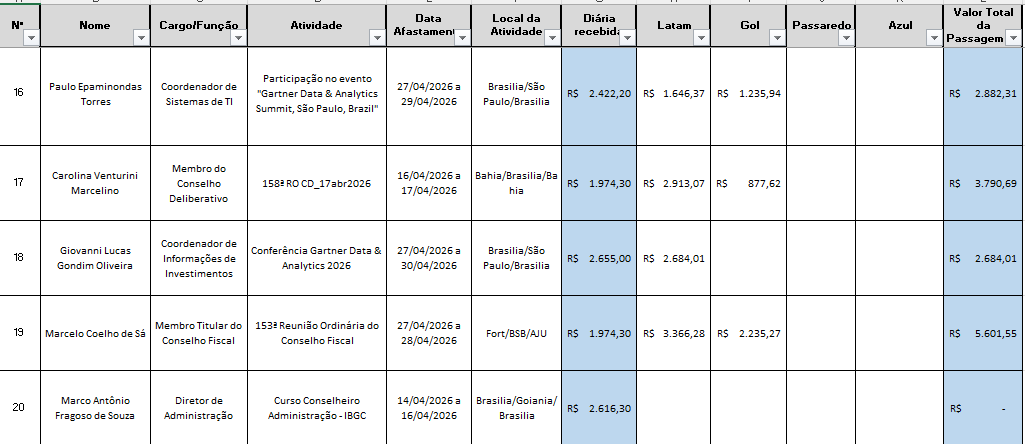 Nº Nome Cargo/Função Atividade Data Afastament Local da Atividade Diária recebida Latam Gol Passaredo Azul Valor Total da Passagem
16 Paulo Epaminondas Torres Coordenador de Sistemas de TI Participação no evento "Gartner Data & Analytics Summit, São Paulo, Brazil" 27/04/2026 a 29/04/2026 Brasilia/São Paulo/Brasilia R$ 2.422,20 R$ 1.646,37 R$ 1.235,94 R$ 2.882,31
17 Carolina Venturini Marcelino Membro do Conselho Deliberativo 158ª RO CD_17abr2026 16/04/2026 a 17/04/2026 Bahia/Brasilia/Bahia R$ 1.974,30 R$ 2.913,07 R$ 877,62 R$ 3.790,69
18 Giovanni Lucas Gondim Oliveira Coordenador de Informações de Investimentos Conferência Gartner Data & Analytics 2026 27/04/2026 a 30/04/2026 Brasilia/São Paulo/Brasilia R$ 2.655,00 R$ 2.684,01 R$ 2.684,01
19 Marcelo Coelho de Sá Membro Titular do Conselho Fiscal 153ª Reunião Ordinária do Conselho Fiscal 27/04/2026 a 28/04/2026 Fort/BSB/AJU R$ 1.974,30 R$ 3.366,28 R$ 2.235,27 R$ 5.601,55
20 Marco Antônio Fragoso de Souza Diretor de Administração Curso Conselheiro Administração - IBGC 14/04/2026 a 16/04/2026 Brasilia/Goiania/Brasilia R$ 2.616,30 R$ -